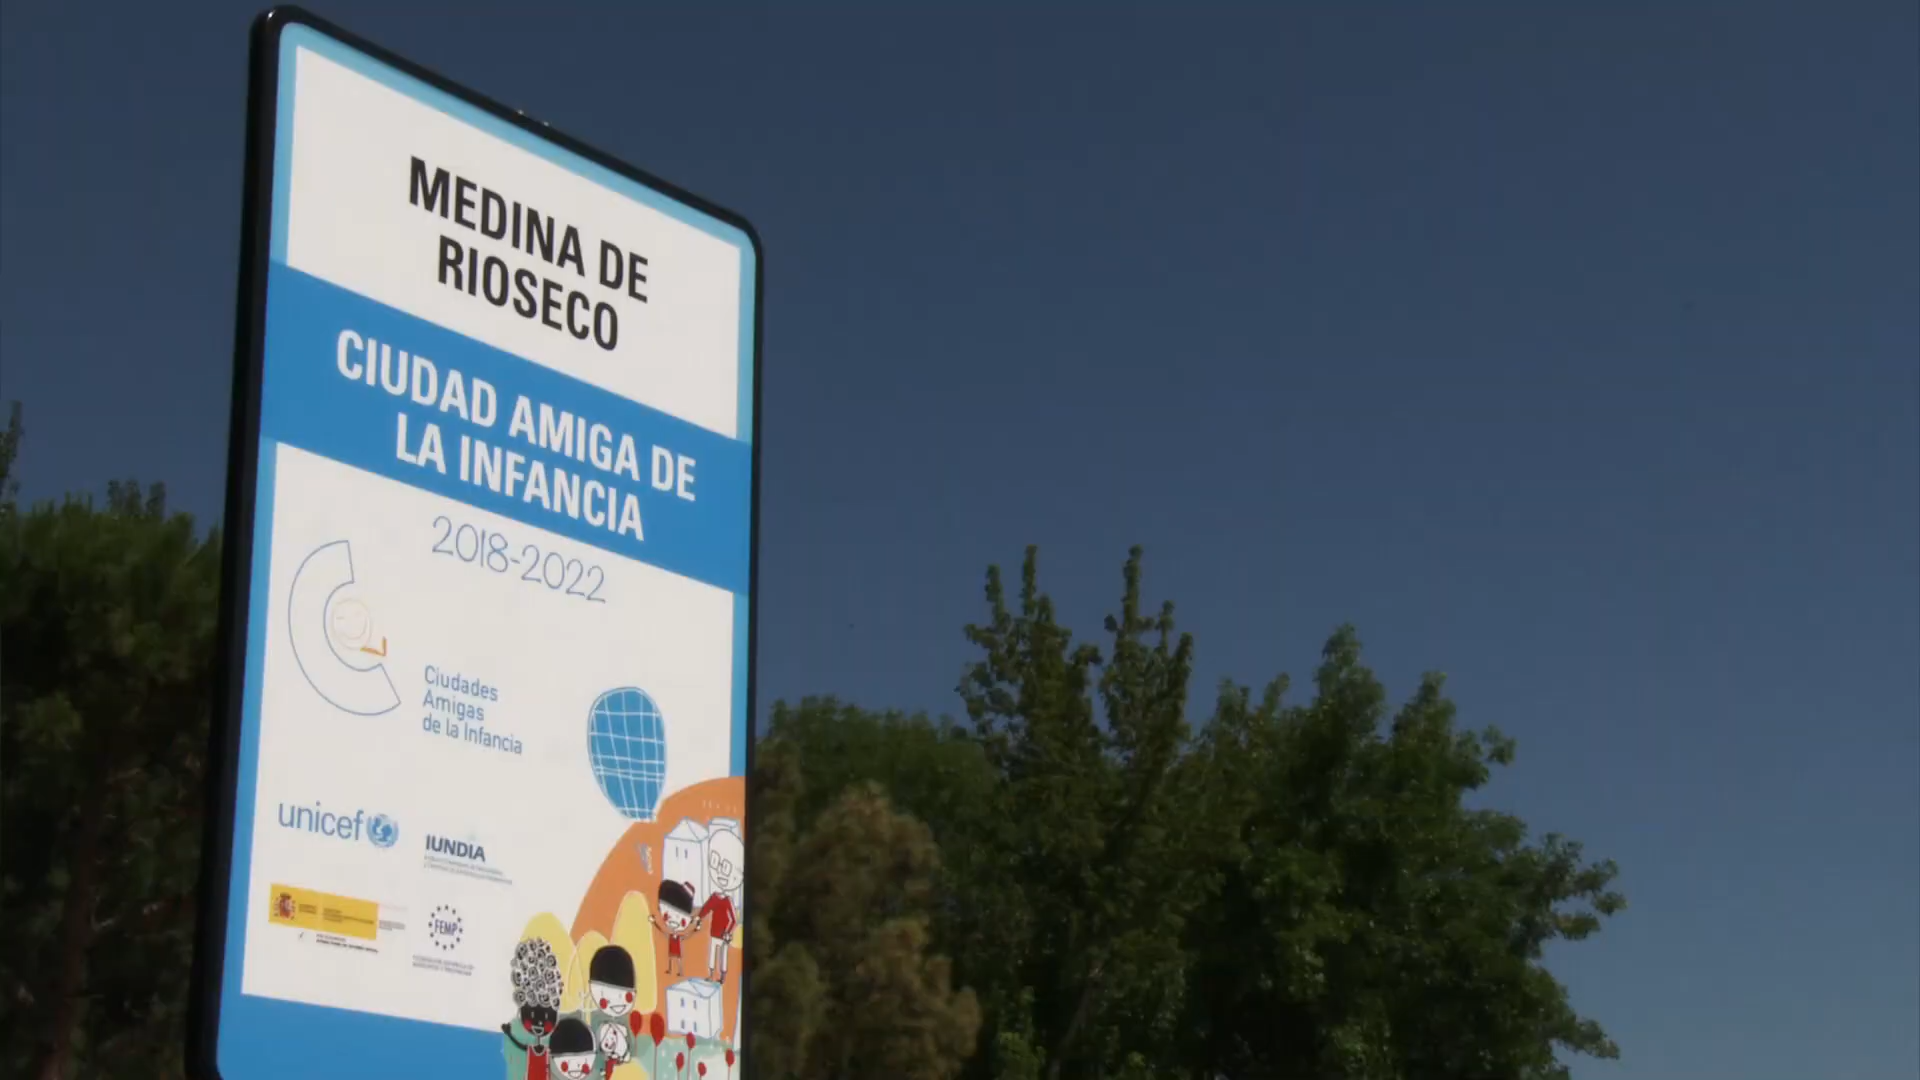 MEDINA DE
RIOSECO
CIUDAD AMIGA DE
LA INFANCIA
2018-2022
Ciudades
Amigas
de la Infancia
unicef
IUNDIA
FEMP